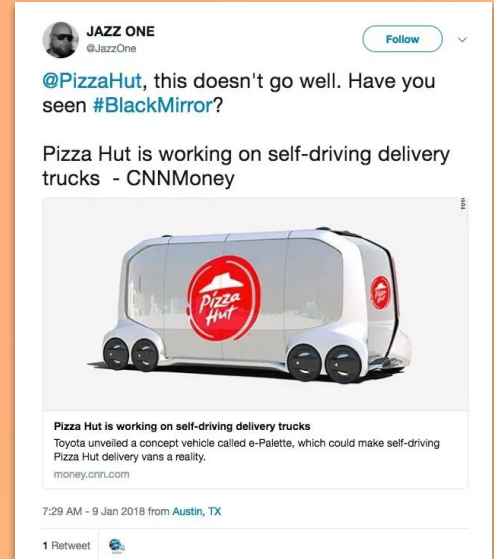 JAZZ ONE
@JazzOne
Follow
@PizzaHut, this doesn't go well. Have you
seen #BlackMirror?
Pizza Hut is working on self-driving delivery
trucks - CNNMoney
Pizza
Hut
Pizza
Hut
Pizza Hut is working on self-driving delivery trucks
Toyota unveiled a concept vehicle called e-Palette, which could make self-driving
Pizza Hut delivery vans a reality.
money.cnn.com
7:29 AM - 9 Jan 2018 from Austin, TX
1 Retweet